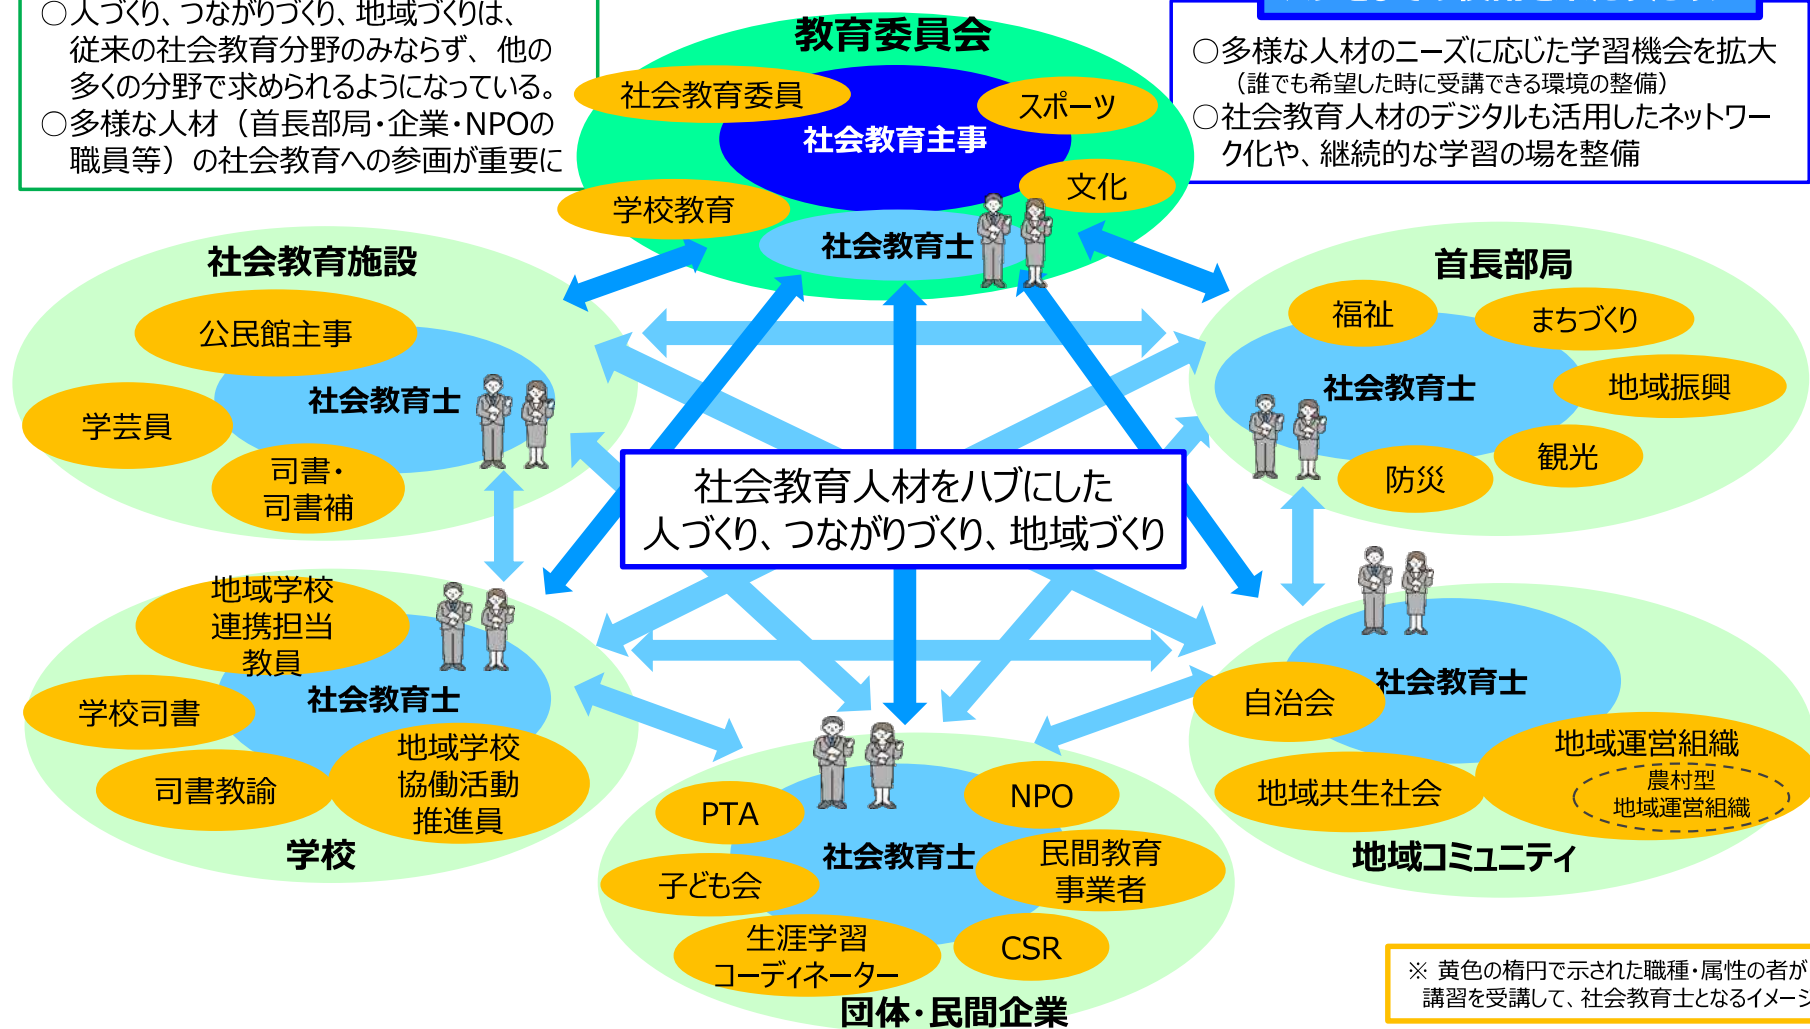 ○人づくり、つながりづくり、地域づくりは、
従来の社会教育分野のみならず、他の
多くの分野で求められるようになっている。
○多様な人材（首長部局・企業・NPOの
職員等）の社会教育への参画が重要に
○多様な人材のニーズに応じた学習機会を拡大
（誰でも希望した時に受講できる環境の整備）
○社会教育人材のデジタルも活用したネットワー
ク化や、継続的な学習の場を整備
教育委員会
社会教育委員
スポーツ
社会教育主事
学校教育
文化
社会教育士
社会教育施設
公民館主事
社会教育士
学芸員
司書・
司書補
首長部局
福祉
まちづくり
社会教育士
地域振興
観光
防災
社会教育人材をハブにした
人づくり、つながりづくり、地域づくり
地域学校
連携担当
教員
社会教育士
学校司書
司書教諭
地域学校
協働活動
推進員
学校
PTA
NPO
社会教育士
子ども会
民間教育
事業者
生涯学習
コーディネーター
CSR
団体・民間企業
社会教育士
自治会
地域共生社会
地域運営組織
農村型
地域運営組織
地域コミュニティ
※ 黄色の楕円で示された職種・属性の者が
講習を受講して、社会教育士となるイメージ